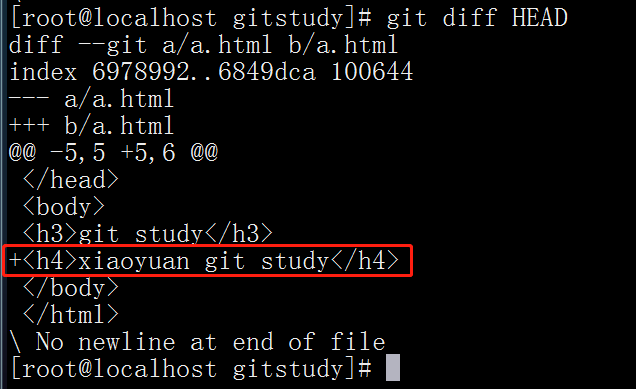 [root@localhost gitstudy]# git diff HEAD
diff --git a/a.html b/a.html
index 6978992..6849dca 100644
--- a/a.html
+++ b/a.html
@@ -5,5 +5,6 @@
 </head>
 <body>
 <h3>git study</h3>
+<h4>xiaoyuan git study</h4>
 </body>
 </html>
\ No newline at end of file
[root@localhost gitstudy]#